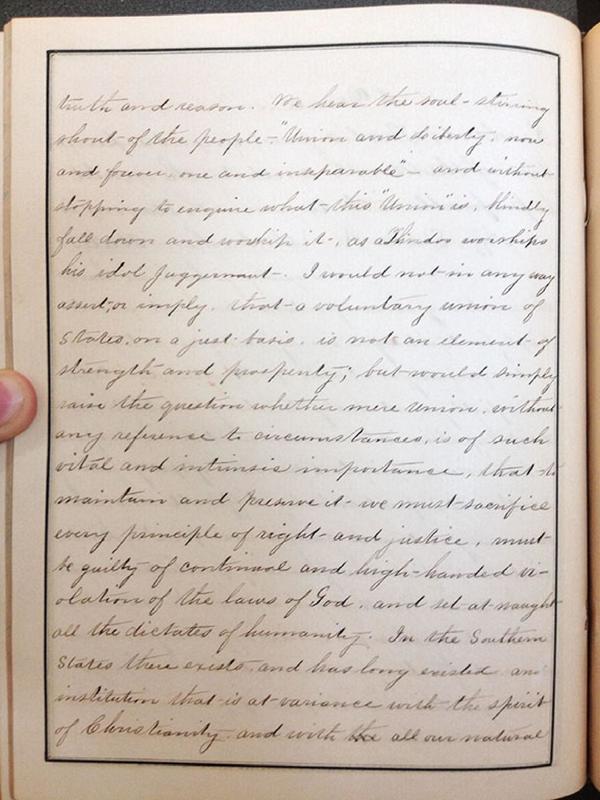 truth and reason. We hear the soul-stirring
shout of the people - "Union and Liberty, now
and forever, one and inseparable" - and without
stopping to enquire what this "Union" is, blindly
fall down and worship it, as a Hindoo worships
his idol Juggernaut. I would not in any way
assert, or imply, that a voluntary union of
States, on a just basis, is not an element of
strength and prosperity; but would simply
raise the question whether mere union, without
any reference to circumstances, is of such
vital and intrinsic importance, that to
maintain and preserve it we must sacrifice
every principle of right and justice, must
be guilty of continual and high-handed vi-
olation of the laws of God, and set at naught
all the dictates of humanity. In the Southern
States there exists, and has long existed an
institution that is at variance with the spirit
of Christianity and with the all our natural